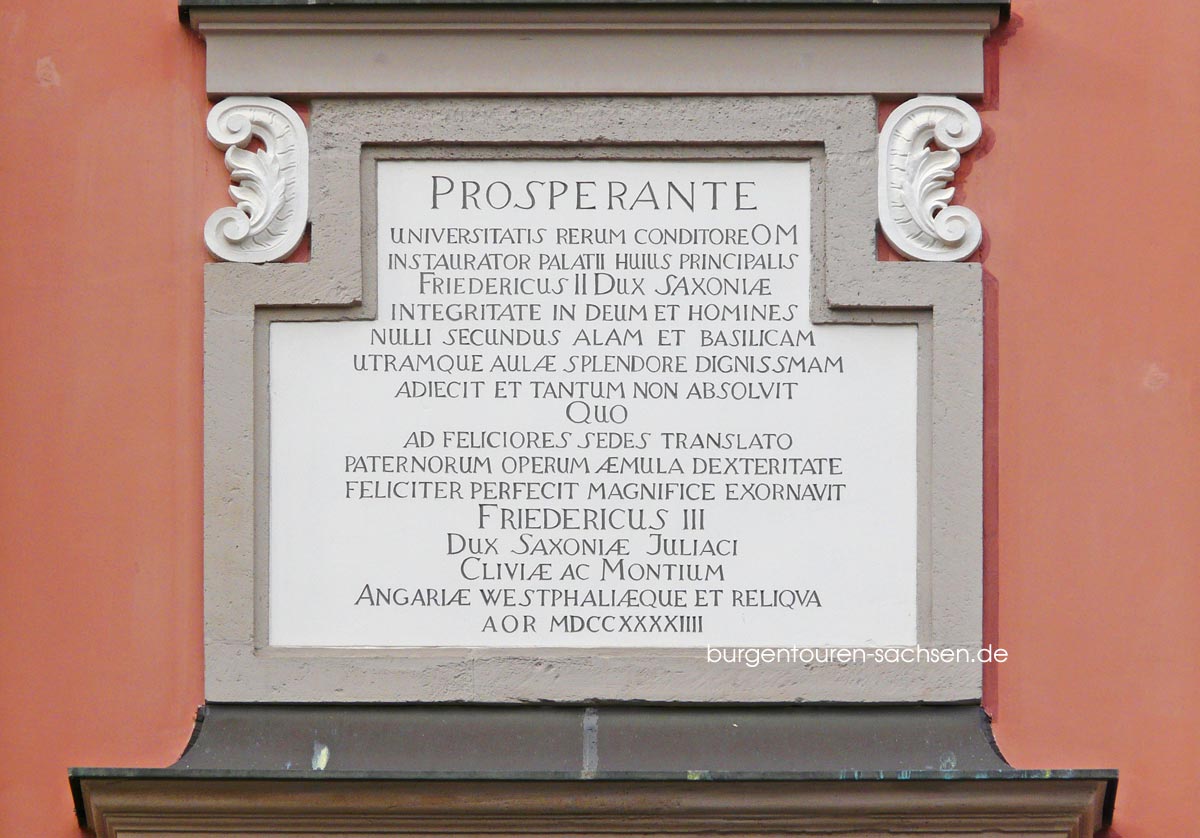 PROSPERANTE
UNIVERSITATIS RERUM CONDITORE OM
INSTAURATOR PALATII HUIUS PRINCIPALIS
FRIEDERICUS II DUX SAXONIÆ
INTEGRITATE IN DEUM ET HOMINES
NULLI SECUNDUS ALAM ET BASILICAM
UTRAMQUE AULÆ SPLENDORE DIGNISSMAM
ADIECIT ET TANTUM NON ABSOLVIT
QUO
AD FELICIORES SEDES TRANSLATO
PATERNORUM OPERUM ÆMULA DEXTERITATE
FELICITER PERFECIT MAGNIFICE EXORNAVIT
FRIEDERICUS III
DUX SAXONIÆ JULIACI
CLIVIÆ AC MONTIUM
ANGARIÆ WESTPHALIÆQUE ET RELIQVA
AOR MDCCXXXXIIII
burgentouren-sachsen.de